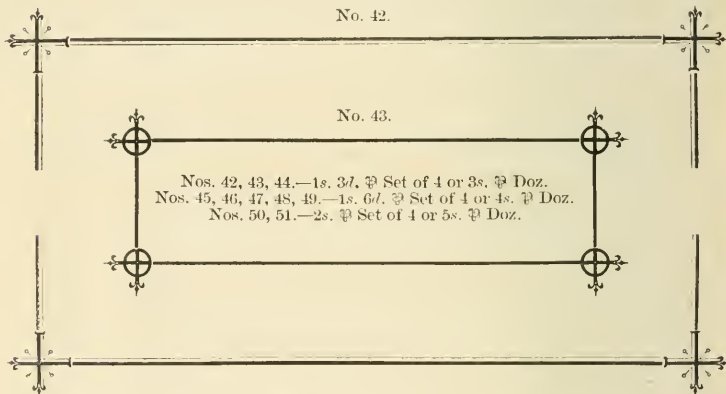 No. 42.
No. 43.
Nos. 42, 43, 44.—1s. 3d. ⅌ Set of 4 or 3s. ⅌ Doz.
Nos. 45, 46, 47, 48, 49.—1s. 6d. ⅌ Set of 4 or 4s. ⅌ Doz.
Nos. 50, 51.—2s. ⅌ Set of 4 or 5s. ⅌ Doz.